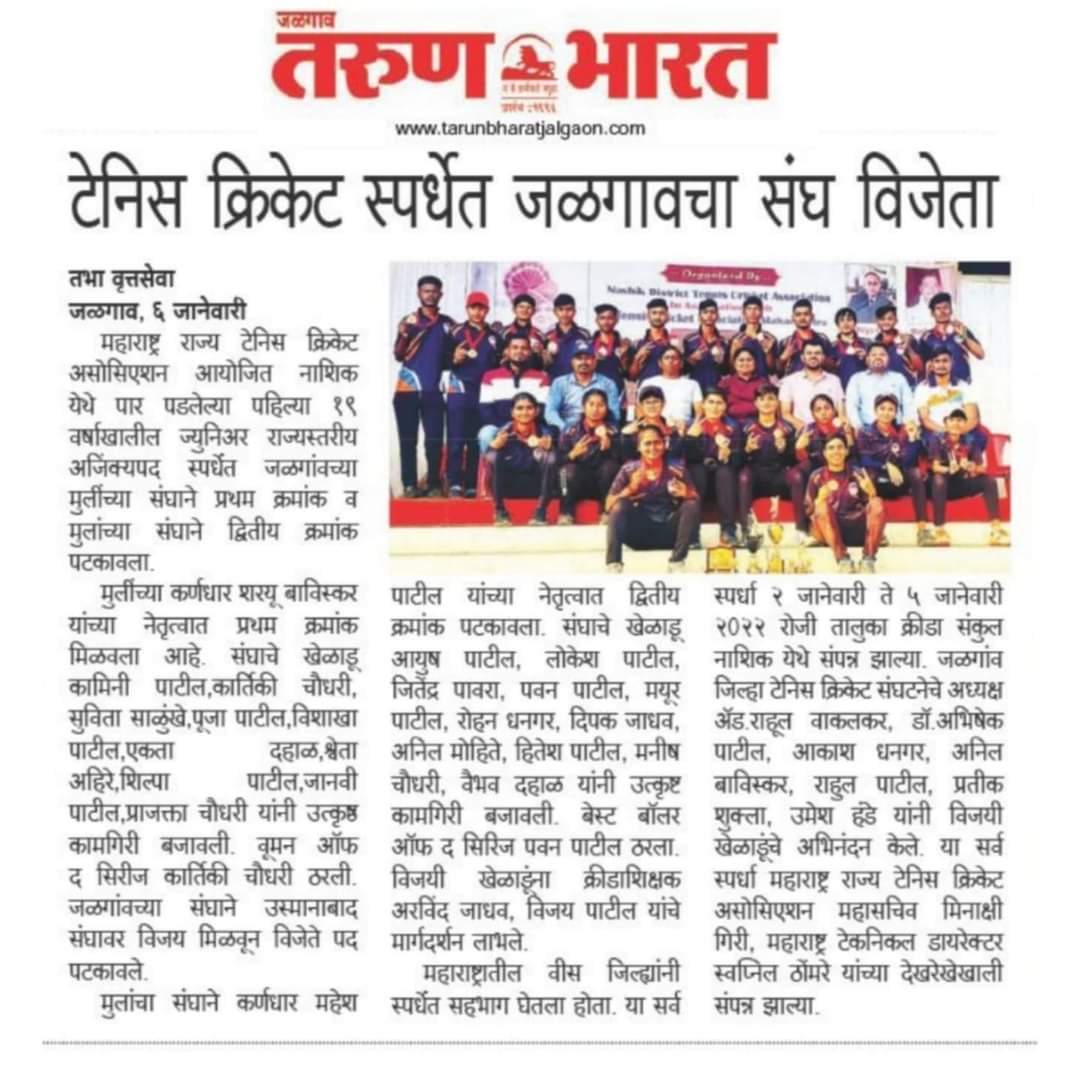 जळगाव
तरुण भारत
www.tarunbharatjalgaon.com
टेनिस क्रिकेट स्पर्धेत जळगावचा संघ विजेता
तभा वृत्तसेवा
जळगाव, ६ जानेवारी
महाराष्ट्र राज्य टेनिस क्रिकेट
असोसिएशन आयोजित नाशिक
येथे पार पडलेल्या पहिल्या १९
वर्षाखालील ज्युनिअर राज्यस्तरीय
अजिंक्यपद स्पर्धेत जळगांवच्या
मुलींच्या संघाने प्रथम क्रमांक व
मुलांच्या संघाने द्वितीय क्रमांक
पटकावला.
मुलींच्या कर्णधार शरयू बाविस्कर
यांच्या नेतृत्वात प्रथम क्रमांक
मिळवला आहे. संघाचे खेळाडू
कामिनी पाटील,कार्तिकी चौधरी,
सुविता साळुंखे,पूजा पाटील,विशाखा
पाटील,एकता दहाळ,श्वेता
अहिरे,शिल्पा पाटील,जानवी
पाटील,प्राजक्ता चौधरी यांनी उत्कृष्ठ
कामगिरी बजावली. वूमन ऑफ
द सिरीज कार्तिकी चौधरी ठरली.
जळगांवच्या संघाने उस्मानाबाद
संघावर विजय मिळवून विजेते पद
पटकावले.
मुलांचा संघाने कर्णधार महेश
पाटील यांच्या नेतृत्वात द्वितीय
क्रमांक पटकावला. संघाचे खेळाडू
आयुष पाटील, लोकेश पाटील,
जितेंद्र पावरा, पवन पाटील, मयूर
पाटील, रोहन धनगर, दिपक जाधव,
अनिल मोहिते, हितेश पाटील, मनीष
चौधरी, वैभव दहाळ यांनी उत्कृष्ट
कामगिरी बजावली. बेस्ट बॉलर
ऑफ द सिरिज पवन पाटील ठरला.
विजयी खेळाडूंना क्रीडाशिक्षक
अरविंद जाधव, विजय पाटील यांचे
मार्गदर्शन लाभले.
महाराष्ट्रातील वीस जिल्ह्यांनी
स्पर्धेत सहभाग घेतला होता. या सर्व
स्पर्धा २ जानेवारी ते ५ जानेवारी
२०२२ रोजी तालुका क्रीडा संकुल
नाशिक येथे संपन्न झाल्या. जळगांव
जिल्हा टेनिस क्रिकेट संघटनेचे अध्यक्ष
ॲड.राहूल वाकलकर, डॉ.अभिषेक
पाटील, आकाश धनगर, अनिल
बाविस्कर, राहुल पाटील, प्रतीक
शुक्ला, उमेश हंडे यांनी विजयी
खेळाडूंचे अभिनंदन केले. या सर्व
स्पर्धा महाराष्ट्र राज्य टेनिस क्रिकेट
असोसिएशन महासचिव मिनाक्षी
गिरी, महाराष्ट्र टेकनिकल डायरेक्टर
स्वप्निल ठोंमरे यांच्या देखरेखेखाली
संपन्न झाल्या.
Organized By
Nashik District Tennis Cricket Association